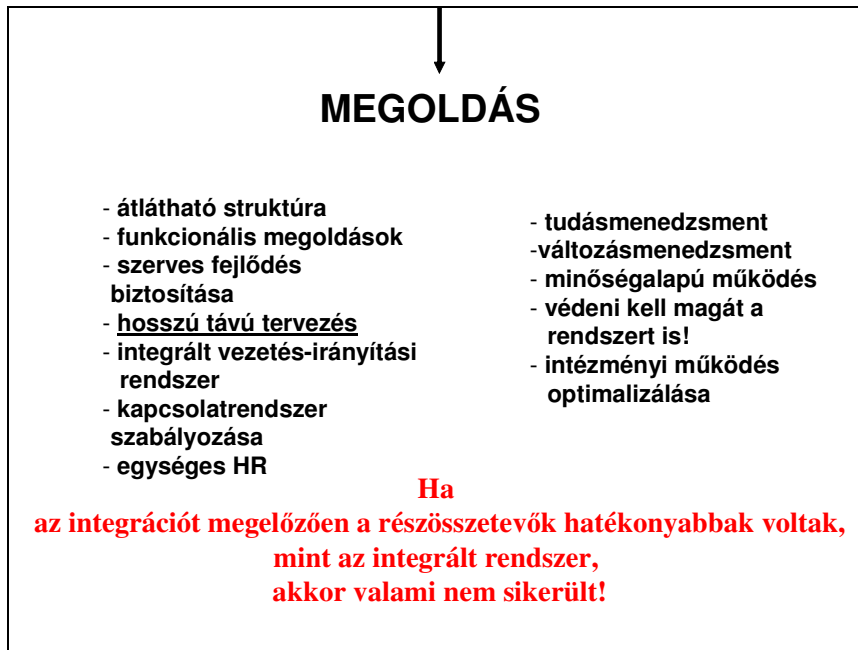 MEGOLDÁS
- átlátható struktúra
- funkcionális megoldások
- szerves fejlődés
biztosítása
- hosszú távú tervezés
- integrált vezetés-irányítási
rendszer
- kapcsolatrendszer
szabályozása
- egységes HR
- tudásmenedzsment
-változásmenedzsment
- minőségalapú működés
- védeni kell magát a
rendszert is!
- intézményi működés
optimalizálása
Ha
az integrációt megelőzően a részösszetevők hatékonyabbak voltak,
mint az integrált rendszer,
akkor valami nem sikerült!